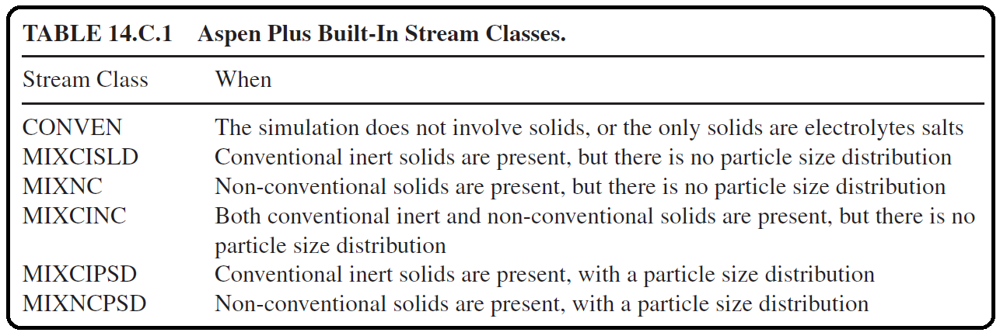 TABLE 14.C.1 Aspen Plus Built-In Stream Classes.
Stream Class When
CONVEN The simulation does not involve solids, or the only solids are electrolytes salts
MIXCISLD Conventional inert solids are present, but there is no particle size distribution
MIXNC Non-conventional solids are present, but there is no particle size distribution
MIXCINC Both conventional inert and non-conventional solids are present, but there is no
particle size distribution
MIXCIPSD Conventional inert solids are present, with a particle size distribution
MIXNCPSD Non-conventional solids are present, with a particle size distribution